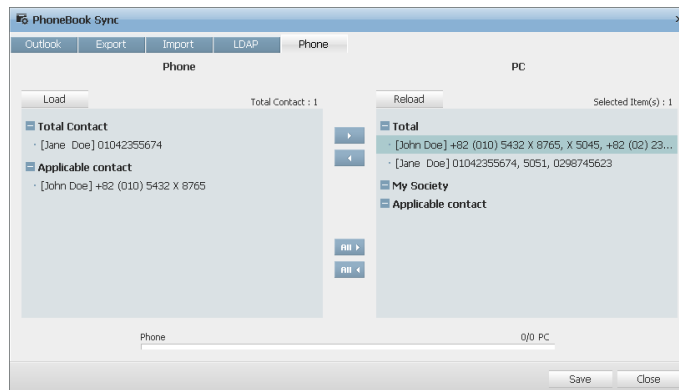 PhoneBook Sync
Outlook Export Import LDAP Phone
Phone PC
Load Total Contact : 1
Reload Selected Item(s) : 1
Total Contact
[Jane Doe] 01042355674
Applicable contact
[John Doe] +82 (010) 5432 X 8765
Total
[John Doe] +82 (010) 5432 X 8765, X 5045, +82 (02) 23...
[Jane Doe] 01042355674, 5051, 0298745623
My Society
Applicable contact
All
All
Phone 0/0 PC
Save Close